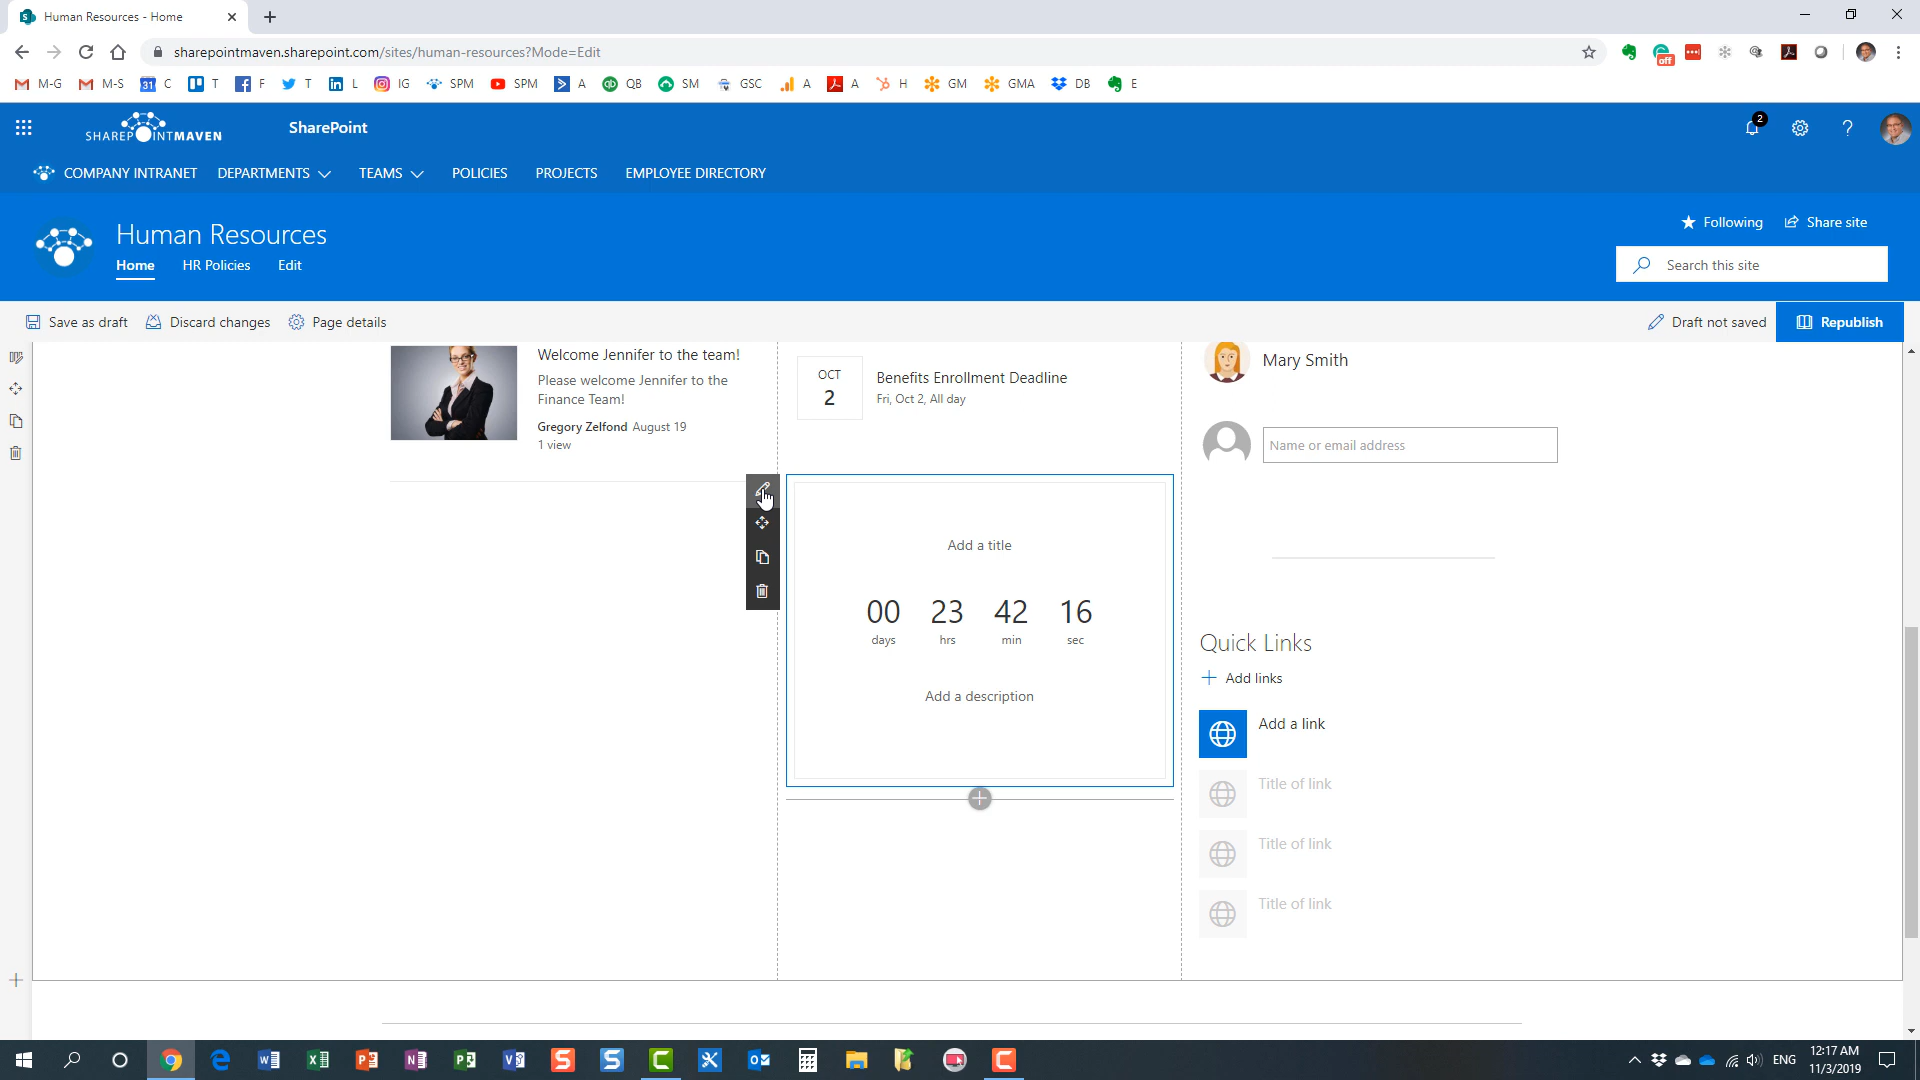 Human Resources - Home
sharepointmaven.sharepoint.com/sites/human-resources?Mode=Edit
M-G M-S 31 C T F T L IG SPM SPM A QB SM GSC A A H GM GMA DB E
off
SHAREPOINTMAVEN SharePoint 2
COMPANY INTRANET DEPARTMENTS TEAMS POLICIES PROJECTS EMPLOYEE DIRECTORY
Human Resources
Following Share site
Home HR Policies Edit
Search this site
Save as draft Discard changes Page details Draft not saved Republish
Welcome Jennifer to the team!
Please welcome Jennifer to the
Finance Team!
Gregory Zelfond August 19
1 view
OCT
2
Benefits Enrollment Deadline
Fri, Oct 2, All day
Add a title
00 23 42 16
days hrs min sec
Add a description
Mary Smith
Name or email address
Quick Links
Add links
Add a link
Title of link
Title of link
Title of link
ENG
12:17 AM
11/3/2019